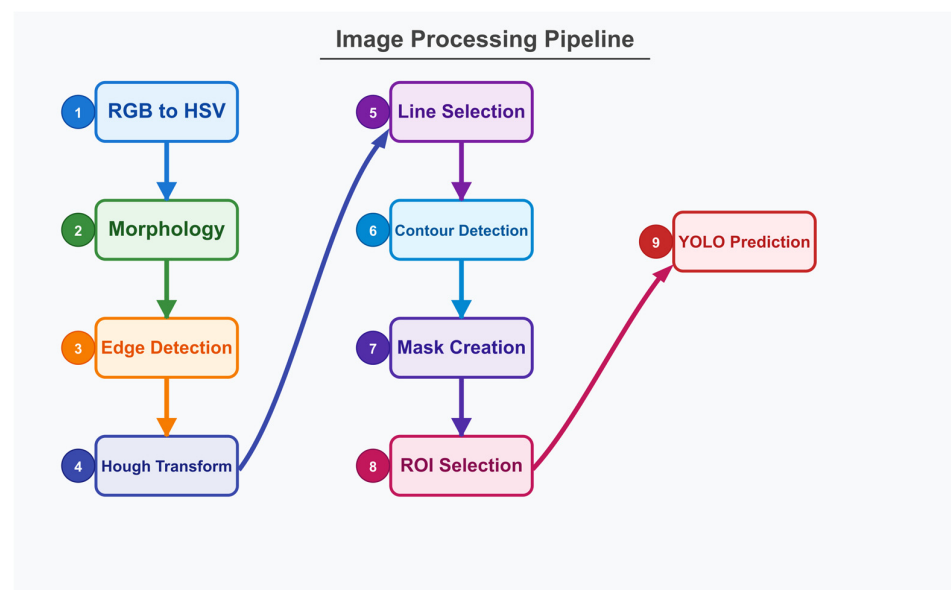 Image Processing Pipeline
1 RGB to HSV
2 Morphology
3 Edge Detection
4 Hough Transform
5 Line Selection
6 Contour Detection
7 Mask Creation
8 ROI Selection
9 YOLO Prediction